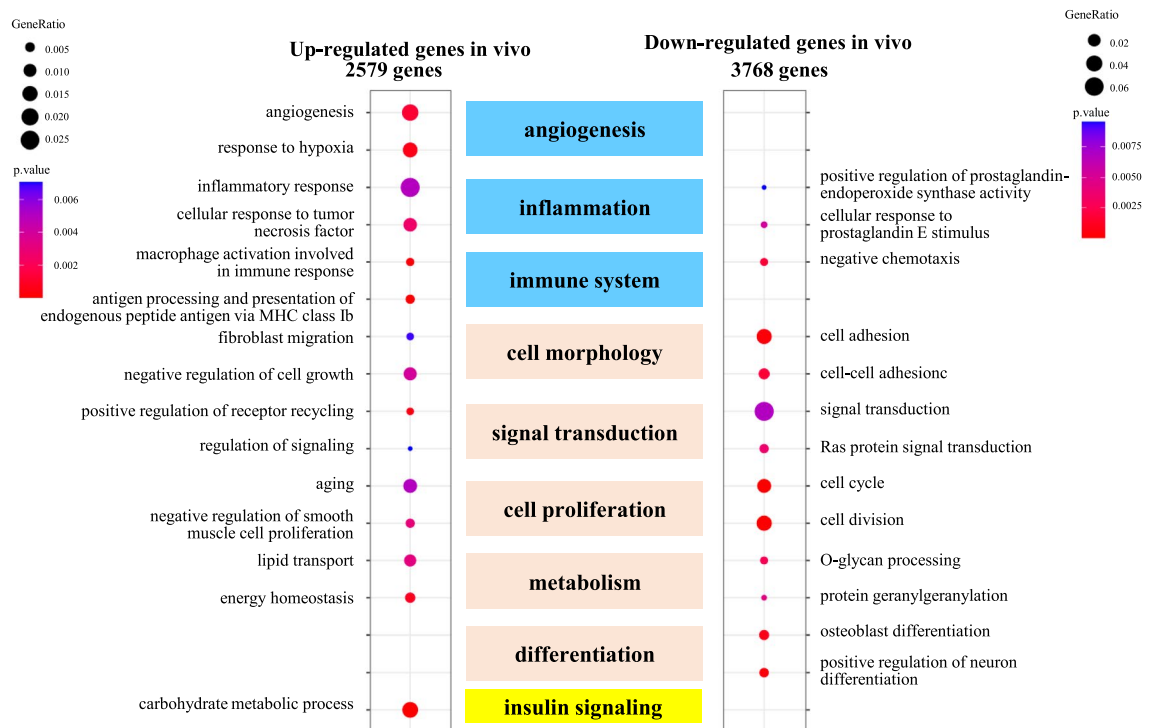 GeneRatio
0.005
0.010
0.015
0.020
0.025
p.value
0.006
0.004
0.002
Up-regulated genes in vivo
2579 genes
angiogenesis
response to hypoxia
inflammatory response
cellular response to tumor
necrosis factor
macrophage activation involved
in immune response
antigen processing and presentation of
endogenous peptide antigen via MHC class Ib
fibroblast migration
negative regulation of cell growth
positive regulation of receptor recycling
regulation of signaling
aging
negative regulation of smooth
muscle cell proliferation
lipid transport
energy homeostasis
carbohydrate metabolic process
angiogenesis
inflammation
immune system
cell morphology
signal transduction
cell proliferation
metabolism
differentiation
insulin signaling
Down-regulated genes in vivo
3768 genes
positive regulation of prostaglandin-
endoperoxide synthase activity
cellular response to
prostaglandin E stimulus
negative chemotaxis
cell adhesion
cell-cell adhesionc
signal transduction
Ras protein signal transduction
cell cycle
cell division
O-glycan processing
protein geranylgeranylation
osteoblast differentiation
positive regulation of neuron
differentiation
GeneRatio
0.02
0.04
0.06
p.value
0.0075
0.0050
0.0025